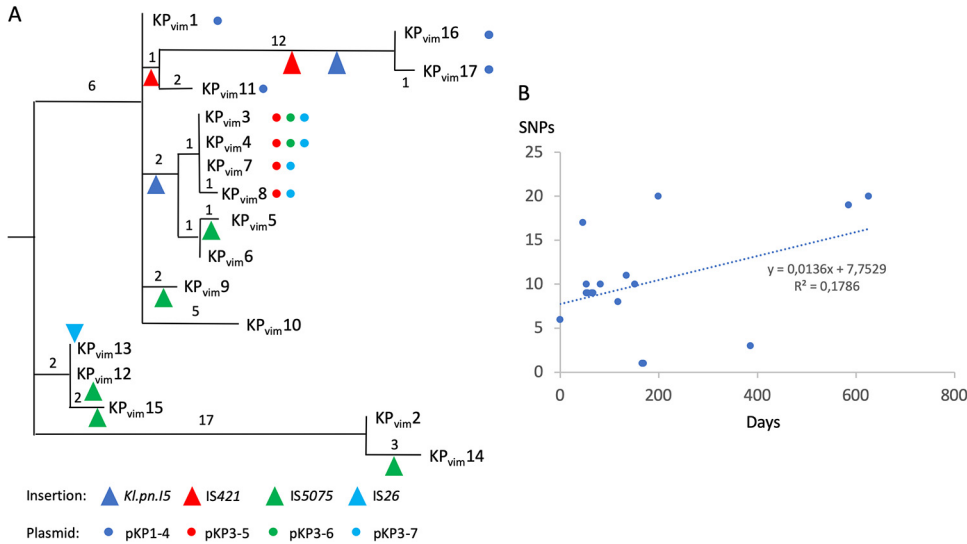 A
KPvim1
12
KPvim16
1
KPvim17
1
2
KPvim11
6
KPvim3
1
KPvim4
KPvim7
2
1
KPvim8
1
KPvim5
1
KPvim6
2
KPvim9
5
KPvim10
KPvim13
2
KPvim12
2
KPvim15
17
KPvim2
3
KPvim14
Insertion: Kl.pn.I5 IS421 IS5075 IS26
Plasmid: pKP1-4 pKP3-5 pKP3-6 pKP3-7
B
SNPs
25
20
15
10
5
0
y = 0,0136x + 7,7529
R² = 0,1786
0 200 400 600 800
Days